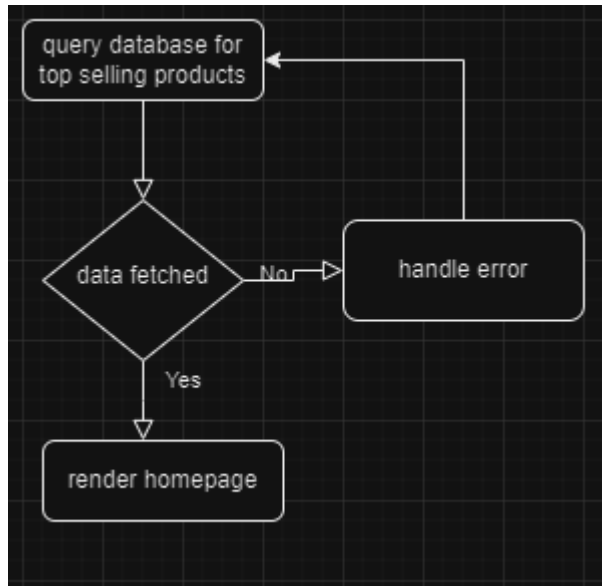 query database for
top selling products
data fetched
No
handle error
Yes
render homepage